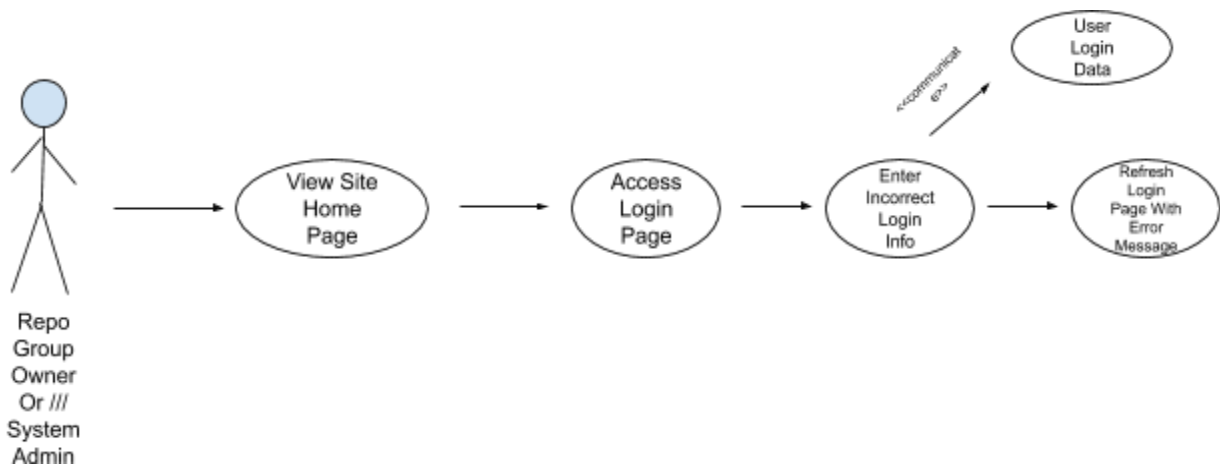 User
Login
Data
<<communicat
e>>
View Site
Home
Page
Access
Login
Page
Enter
Incorrect
Login
Info
Refresh
Login
Page With
Error
Message
Repo
Group
Owner
Or ///
System
Admin